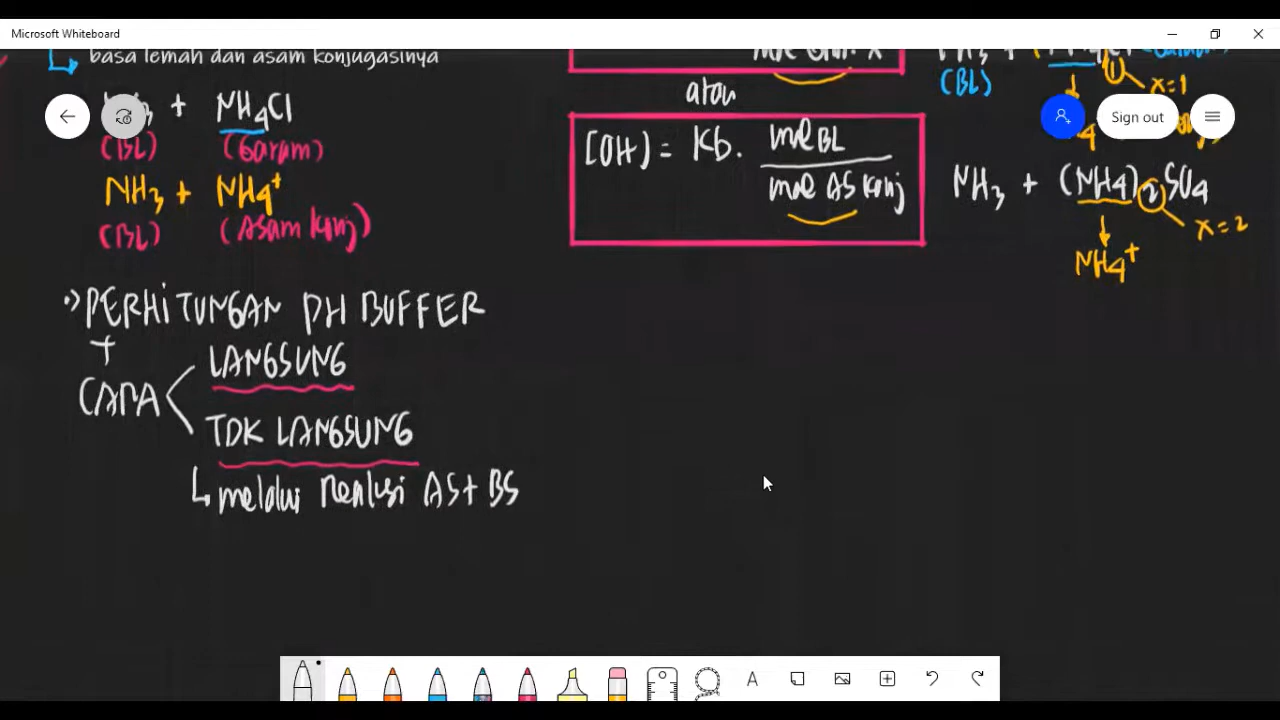 Microsoft Whiteboard
basa lemah dan asam konjugasinya
+ NH4Cl
(BL) (Garam)
NH3 + NH4+
(BL) (Asam konj)
atau
[OH] = Kb. mol BL
mol AS konj
(BL)
x=1
Sign out
NH3 + (NH4)2SO4
x=2
NH4+
PERHITUNGAN PH BUFFER
CARA
LANGSUNG
TDK LANGSUNG
melalui Reaksi AS+ BS
A